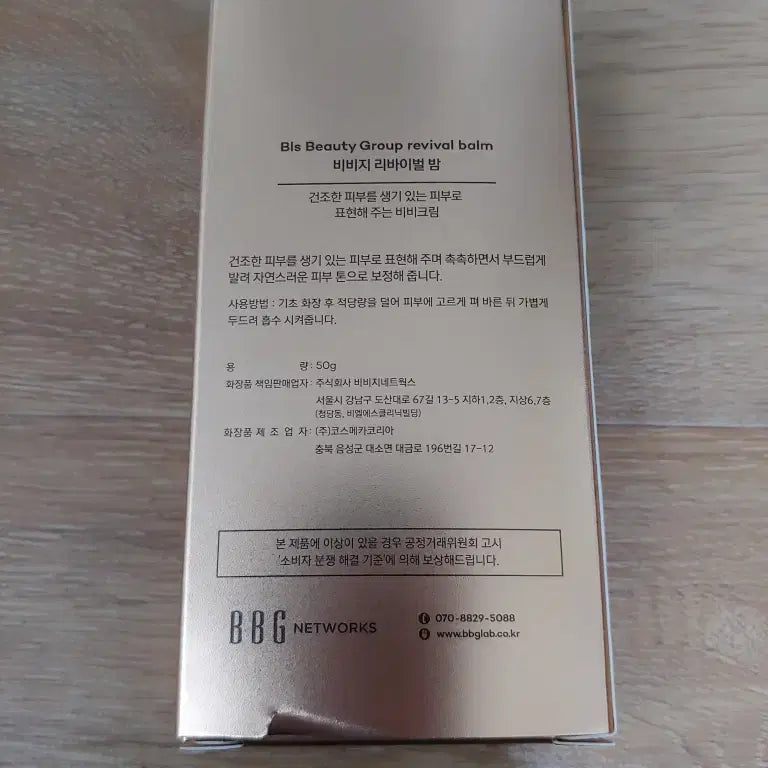 Bls Beauty Group revival balm
비비지 리바이벌 밤
건조한 피부를 생기 있는 피부로
표현해 주는 비비크림
건조한 피부를 생기 있는 피부로 표현해 주며 촉촉하면서 부드럽게
발려 자연스러운 피부 톤으로 보정해 줍니다.
사용방법 : 기초 화장 후 적당량을 덜어 피부에 고르게 펴 바른 뒤 가볍게
두드려 흡수 시켜줍니다.
용 량 : 50g
화장품 책임판매업자 : 주식회사 비비지네트웍스
서울시 강남구 도산대로 67길 13-5 지하1,2층, 지상6,7층
(청담동, 비엘에스클리닉빌딩)
화장품 제조업자 : (주)코스메카코리아
충북 음성군 대소면 대금로 196번길 17-12
본 제품에 이상이 있을 경우 공정거래위원회 고시
'소비자 분쟁 해결 기준'에 의해 보상해드립니다.
BBG NETWORKS
070-8829-5088
www.bbglab.co.kr